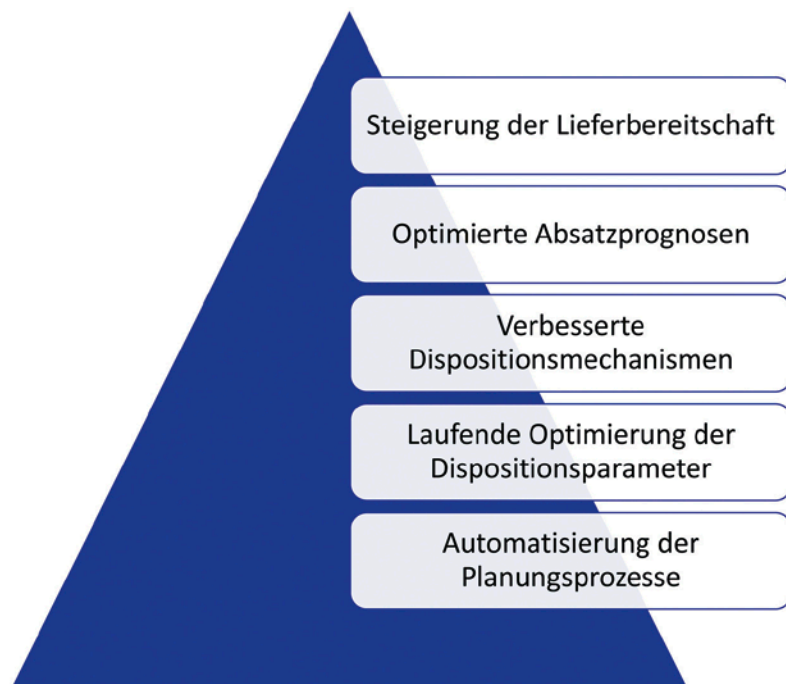 Steigerung der Lieferbereitschaft
Optimierte Absatzprognosen
Verbesserte
Dispositionsmechanismen
Laufende Optimierung der
Dispositionsparameter
Automatisierung der
Planungsprozesse